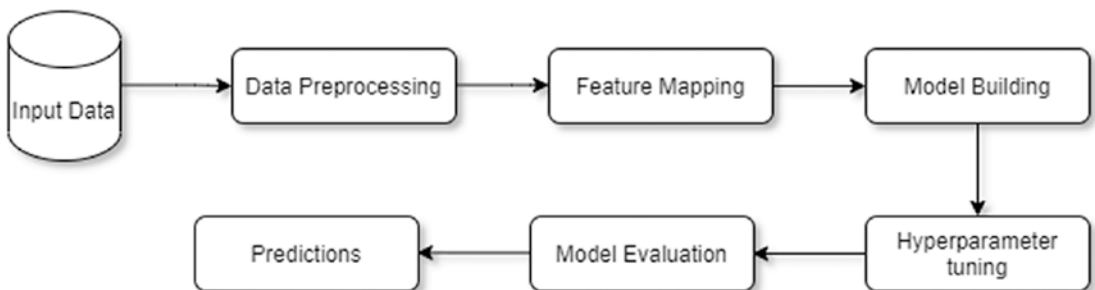 Input Data
Data Preprocessing
Feature Mapping
Model Building
Hyperparameter
tuning
Model Evaluation
Predictions